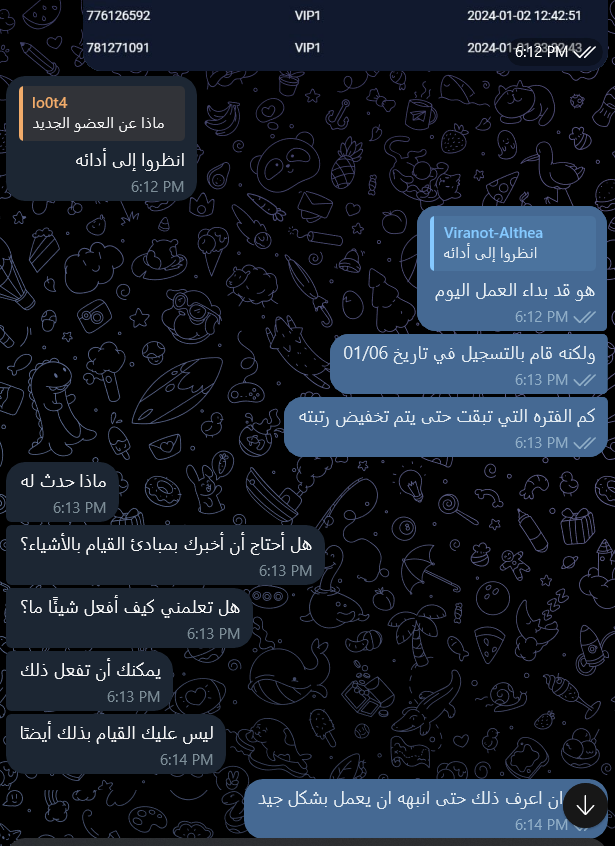 776126592 VIP1 2024-01-02 12:42:51
781271091 VIP1 2024-01-01 23:02:43
6:12 PM
lo0t4
ماذا عن العضو الجديد
انظروا إلى أدائه
6:12 PM
Viranot-Althea
انظروا إلى أدائه
هو قد بداء العمل اليوم
6:12 PM
ولكنه قام بالتسجيل في تاريخ 01/06
6:13 PM
كم الفتره التي تبقت حتى يتم تخفيض رتبته
6:13 PM
ماذا حدث له
6:13 PM
هل أحتاج أن أخبرك بمبادئ القيام بالأشياء؟
6:13 PM
هل تعلمني كيف أفعل شيئًا ما؟
6:13 PM
يمكنك أن تفعل ذلك
6:13 PM
ليس عليك القيام بذلك أيضًا
6:14 PM
ان اعرف ذلك حتى انبهه ان يعمل بشكل جيد
6:14 PM